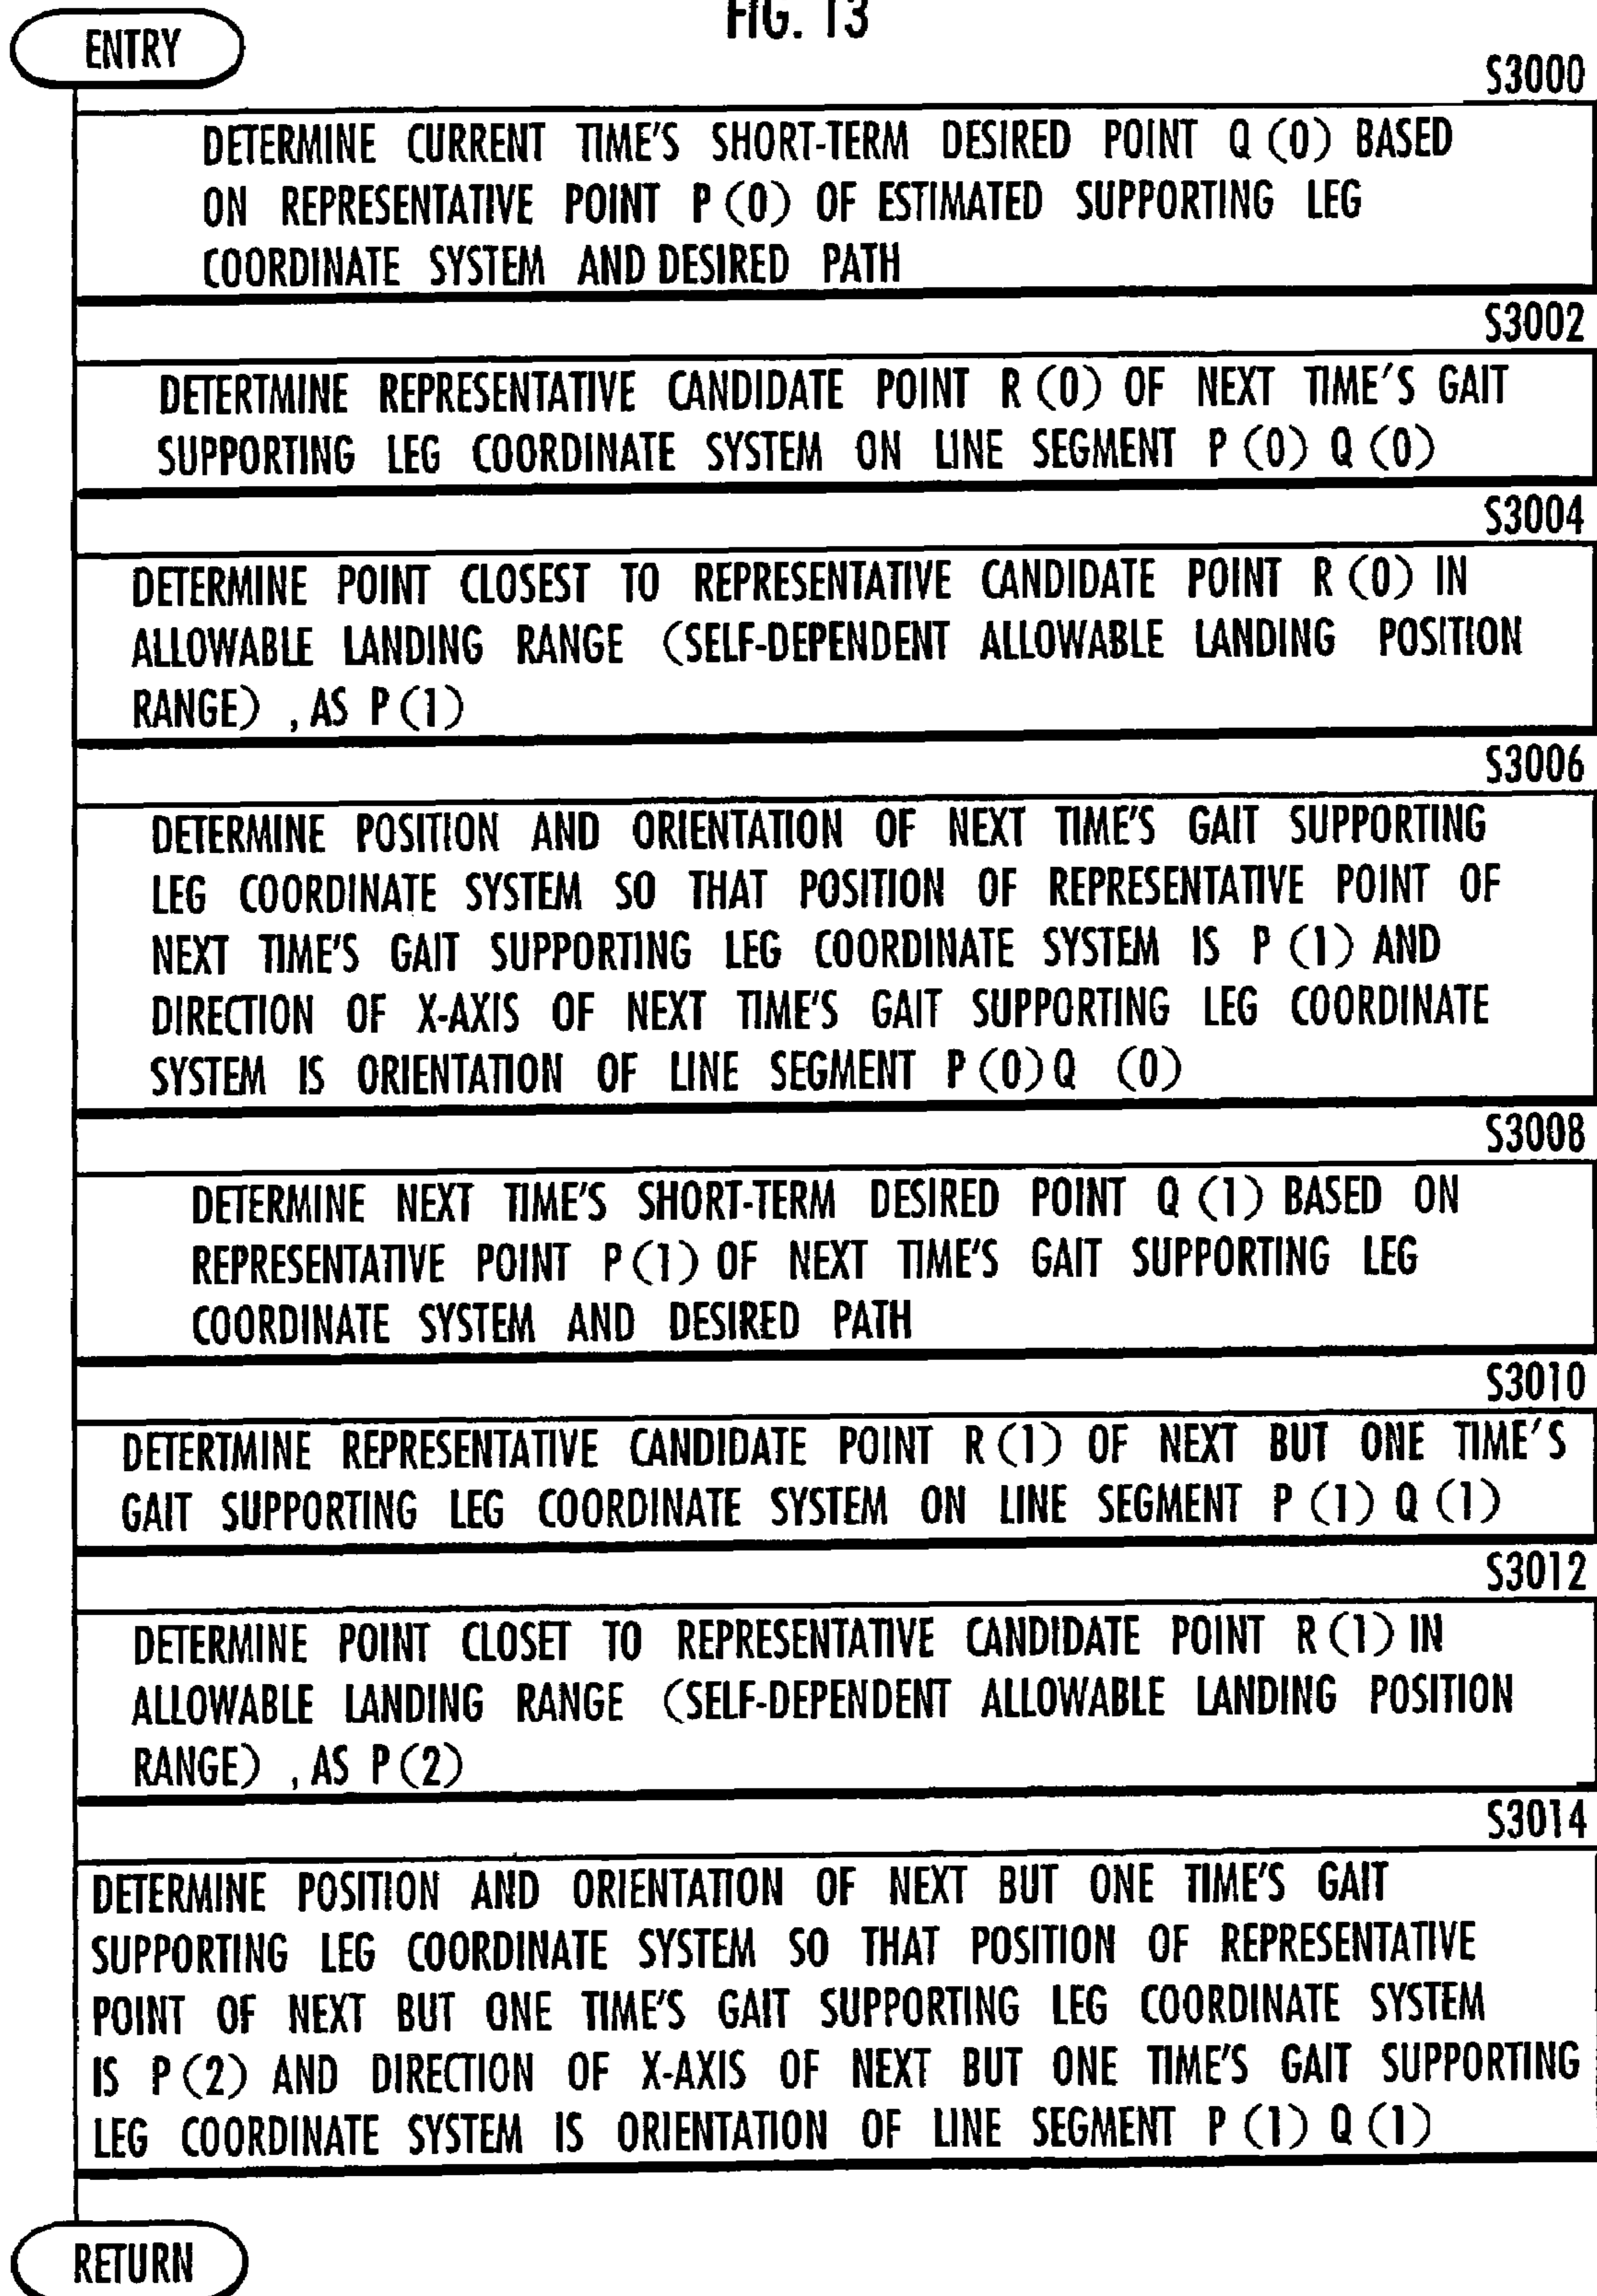 FIG. 13
ENTRY
S3000
DETERMINE CURRENT TIME'S SHORT-TERM DESIRED POINT Q (0) BASED
ON REPRESENTATIVE POINT P (0) OF ESTIMATED SUPPORTING LEG
COORDINATE SYSTEM AND DESIRED PATH
S3002
DETERTMINE REPRESENTATIVE CANDIDATE POINT R (0) OF NEXT TIME'S GAIT
SUPPORTING LEG COORDINATE SYSTEM ON LINE SEGMENT P (0) Q (0)
S3004
DETERMINE POINT CLOSEST TO REPRESENTATIVE CANDIDATE POINT R (0) IN
ALLOWABLE LANDING RANGE (SELF-DEPENDENT ALLOWABLE LANDING POSITION
RANGE) , AS P (1)
S3006
DETERMINE POSITION AND ORIENTATION OF NEXT TIME'S GAIT SUPPORTING
LEG COORDINATE SYSTEM SO THAT POSITION OF REPRESENTATIVE POINT OF
NEXT TIME'S GAIT SUPPORTING LEG COORDINATE SYSTEM IS P (1) AND
DIRECTION OF X-AXIS OF NEXT TIME'S GAIT SUPPORTING LEG COORDINATE
SYSTEM IS ORIENTATION OF LINE SEGMENT P (0) Q (0)
S3008
DETERMINE NEXT TIME'S SHORT-TERM DESIRED POINT Q (1) BASED ON
REPRESENTATIVE POINT P (1) OF NEXT TIME'S GAIT SUPPORTING LEG
COORDINATE SYSTEM AND DESIRED PATH
S3010
DETERTMINE REPRESENTATIVE CANDIDATE POINT R (1) OF NEXT BUT ONE TIME'S
GAIT SUPPORTING LEG COORDINATE SYSTEM ON LINE SEGMENT P (1) Q (1)
S3012
DETERMINE POINT CLOSET TO REPRESENTATIVE CANDIDATE POINT R (1) IN
ALLOWABLE LANDING RANGE (SELF-DEPENDENT ALLOWABLE LANDING POSITION
RANGE) , AS P (2)
S3014
DETERMINE POSITION AND ORIENTATION OF NEXT BUT ONE TIME'S GAIT
SUPPORTING LEG COORDINATE SYSTEM SO THAT POSITION OF REPRESENTATIVE
POINT OF NEXT BUT ONE TIME'S GAIT SUPPORTING LEG COORDINATE SYSTEM
IS P (2) AND DIRECTION OF X-AXIS OF NEXT BUT ONE TIME'S GAIT SUPPORTING
LEG COORDINATE SYSTEM IS ORIENTATION OF LINE SEGMENT P (1) Q (1)
RETURN